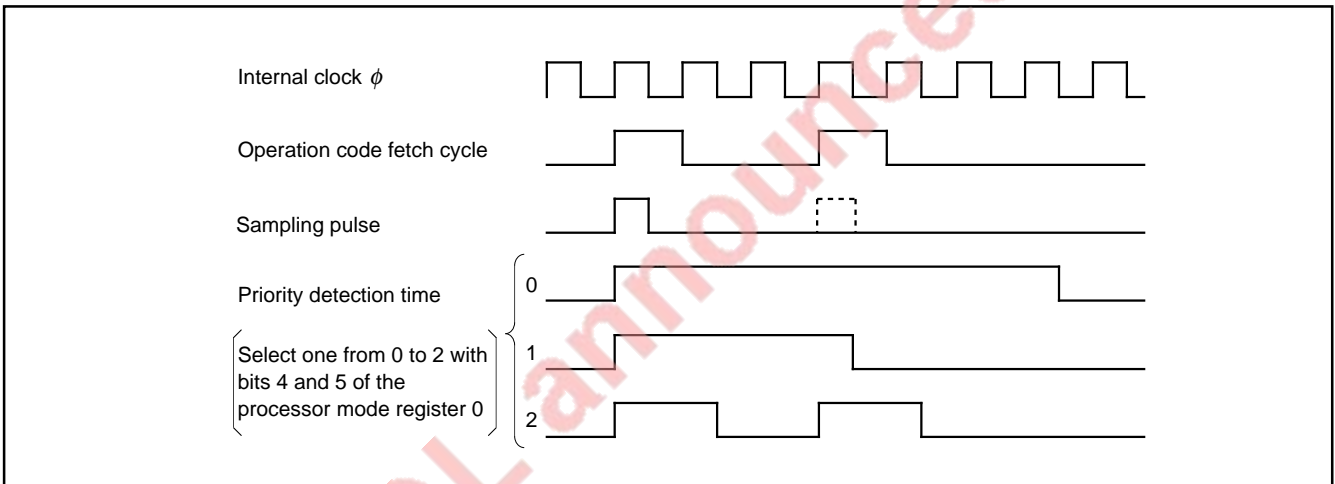 Internal clock ϕ
Operation code fetch cycle
Sampling pulse
Priority detection time
Select one from 0 to 2 with
bits 4 and 5 of the
processor mode register 0
0
1
2
L announced